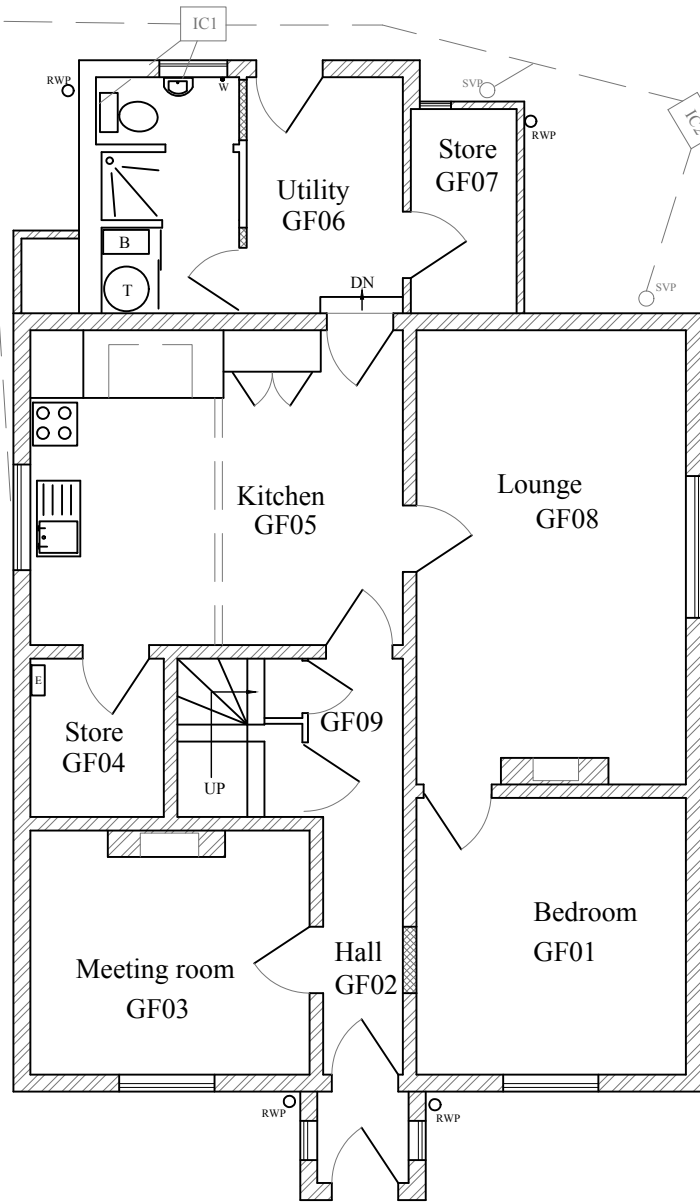 IC1
RWP
W
SVP
IC2
RWP
Store
GF07
Utility
GF06
B
T
DN
SVP
Kitchen
GF05
Lounge
GF08
E
Store
GF04
GF09
UP
Bedroom
GF01
Hall
GF02
Meeting room
GF03
RWP
RWP